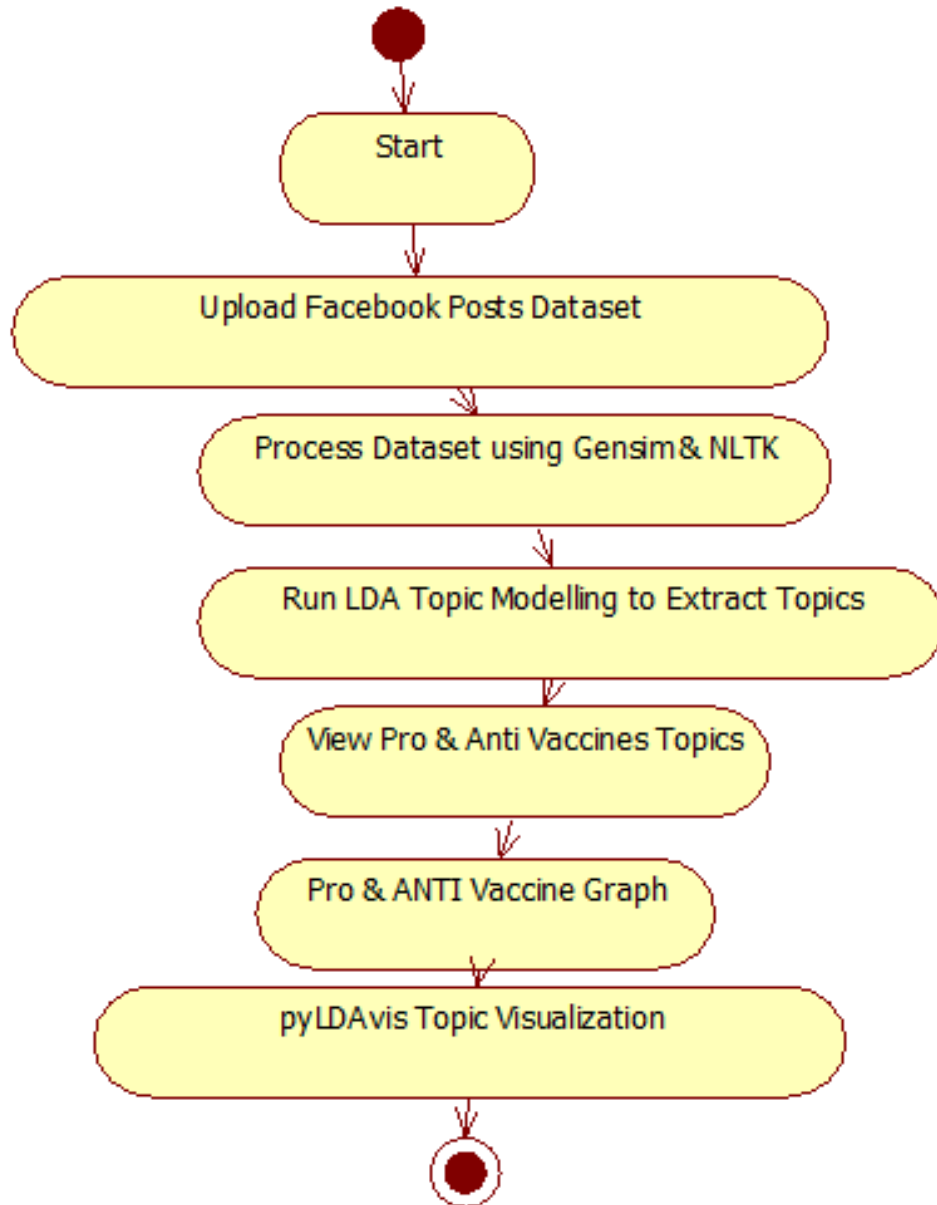 Start
Upload Facebook Posts Dataset
Process Dataset using Gensim& NLTK
Run LDA Topic Modelling to Extract Topics
View Pro & Anti Vaccines Topics
Pro & ANTI Vaccine Graph
pyLDAvis Topic Visualization